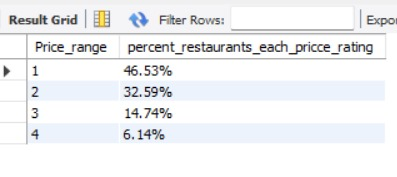 Result Grid Filter Rows: Expor
Price_range percent_restaurants_each_pricce_rating
1 46.53%
2 32.59%
3 14.74%
4 6.14%